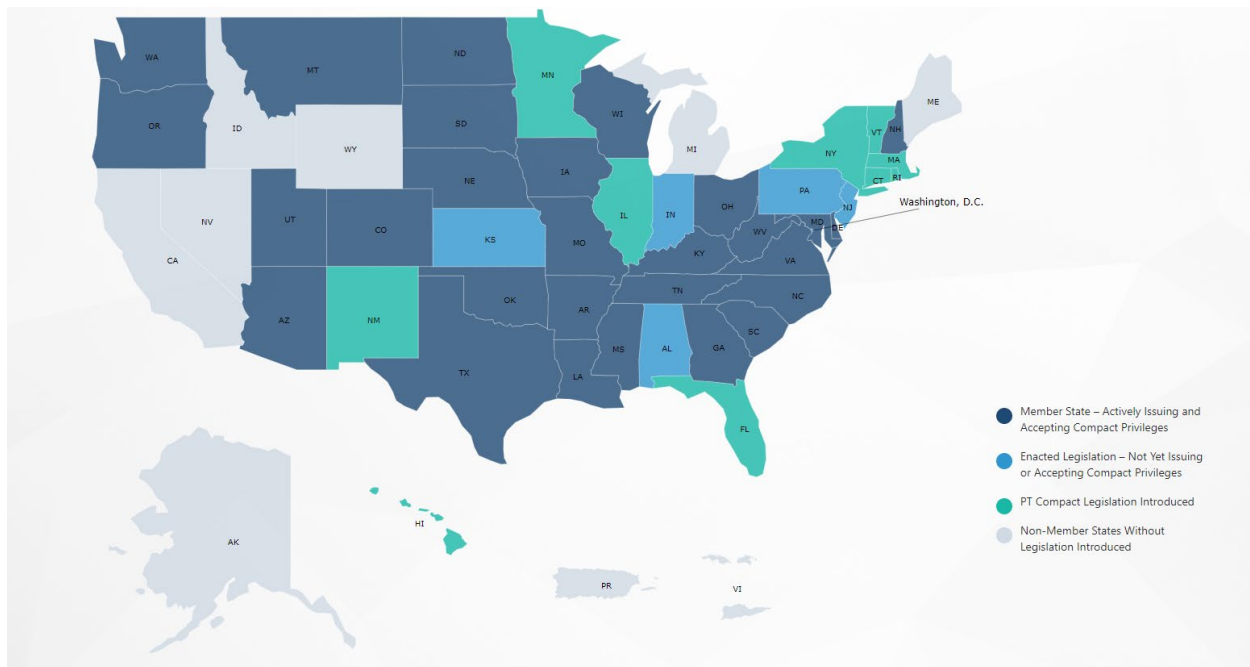 WA
MT
ND
MN
OR
ID
SD
WI
WY
MI
ME
VT
NH
NY
MA
CT
RI
NV
UT
NE
IA
CO
KS
IL
IN
OH
PA
NJ
Washington, D.C.
MD
DE
WV
MO
KY
VA
CA
AZ
NM
OK
AR
TN
NC
SC
TX
LA
MS
AL
GA
FL
Member State – Actively Issuing and
Accepting Compact Privileges
Enacted Legislation – Not Yet Issuing
or Accepting Compact Privileges
PT Compact Legislation Introduced
Non-Member States Without
Legislation Introduced
AK
HI
PR
VI